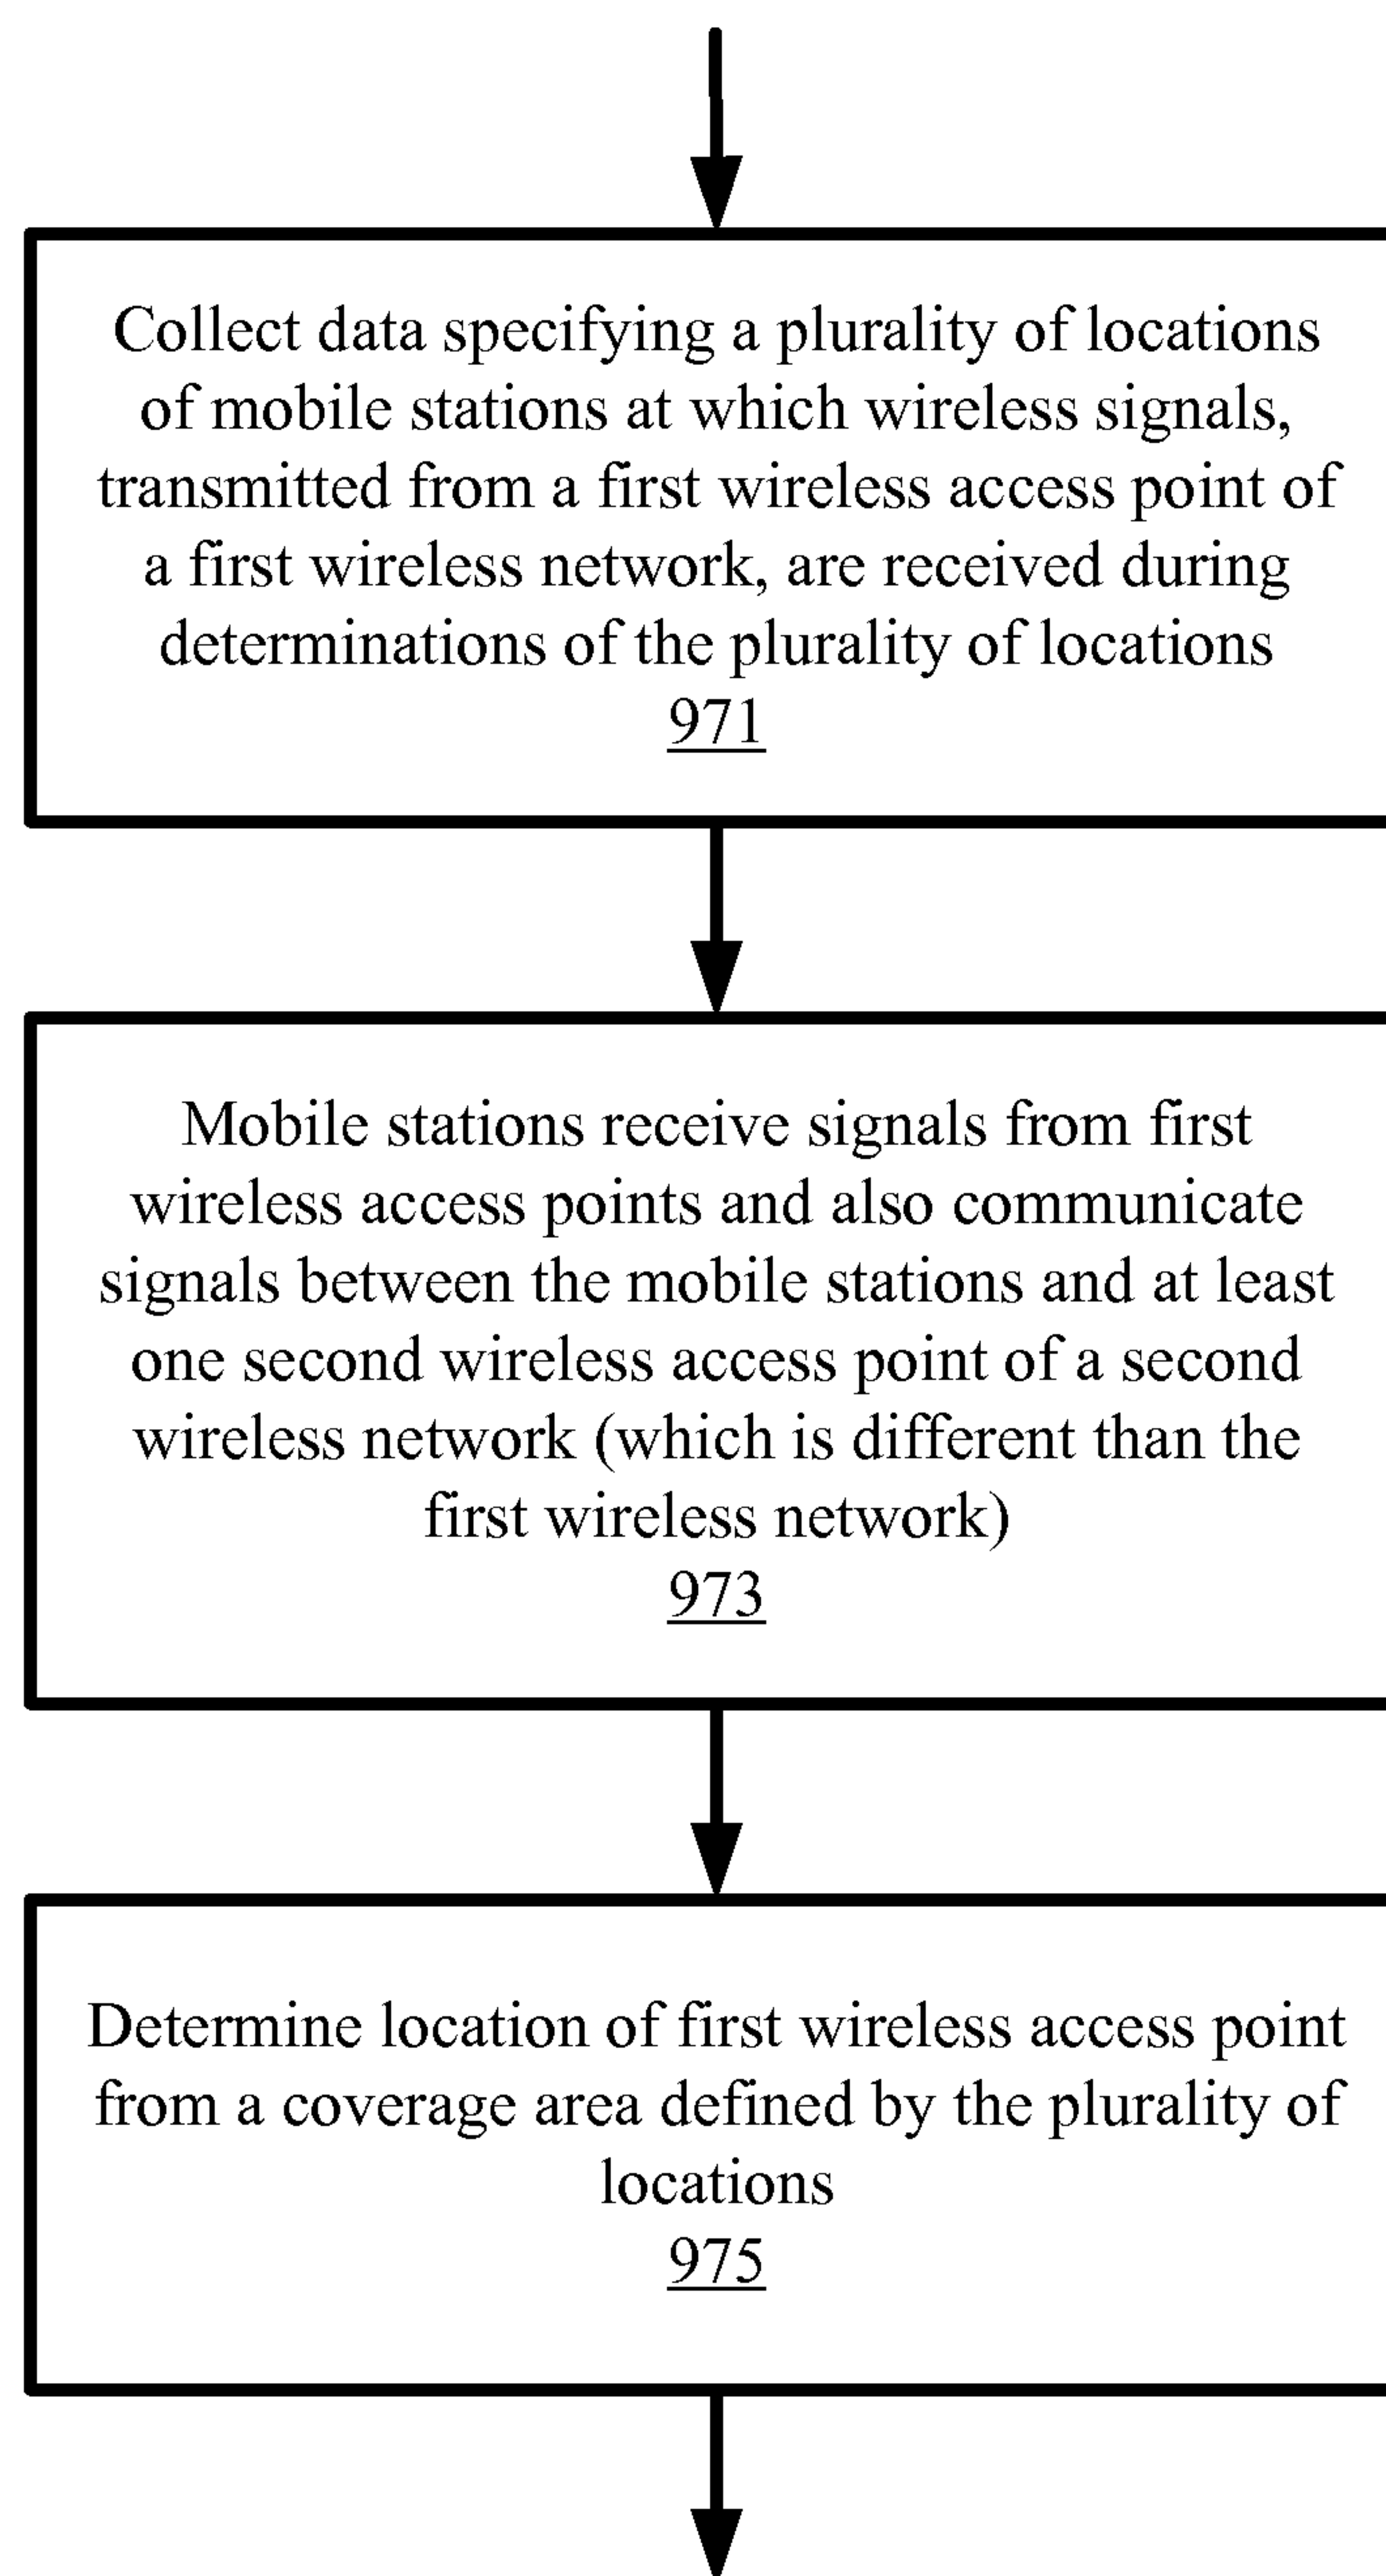 Collect data specifying a plurality of locations
of mobile stations at which wireless signals,
transmitted from a first wireless access point of
a first wireless network, are received during
determinations of the plurality of locations
971
Mobile stations receive signals from first
wireless access points and also communicate
signals between the mobile stations and at least
one second wireless access point of a second
wireless network (which is different than the
first wireless network)
973
Determine location of first wireless access point
from a coverage area defined by the plurality of
locations
975